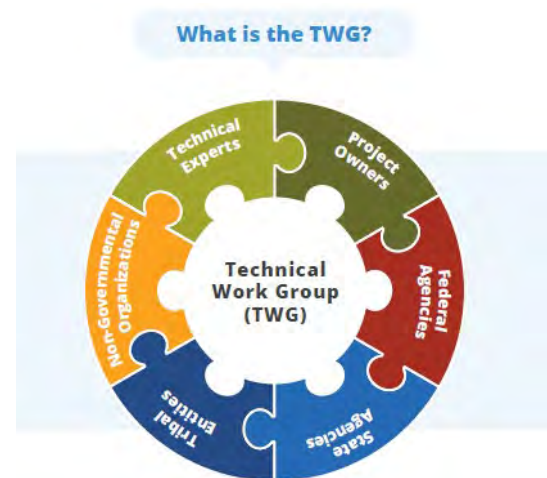 What is the TWG?
Technical
Experts
Project
Owners
Federal
Agencies
State
Agencies
Tribal
Entities
Non-Governmental
Organizations
Technical
Work Group
(TWG)